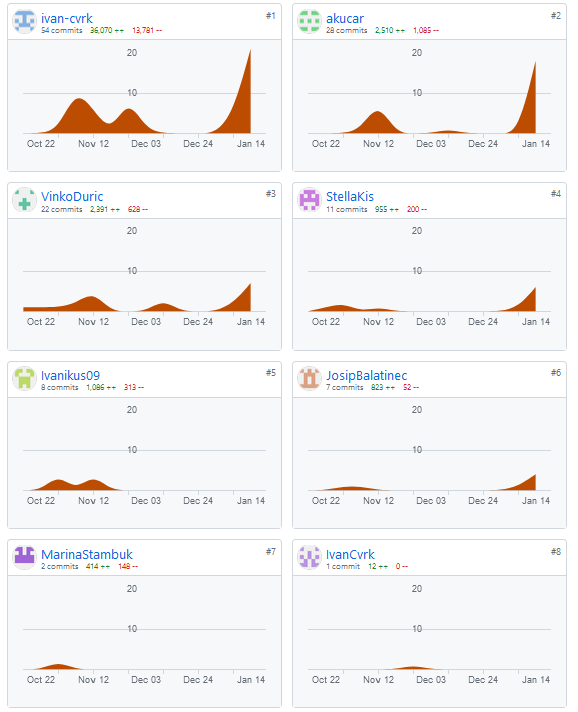 ivan-cvrk #1
54 commits 36,070 ++ 13,781 --
20
10
Oct 22 Nov 12 Dec 03 Dec 24 Jan 14
akucar #2
28 commits 2,510 ++ 1,085 --
20
10
Oct 22 Nov 12 Dec 03 Dec 24 Jan 14
VinkoDuric #3
22 commits 2,391 ++ 628 --
20
10
Oct 22 Nov 12 Dec 03 Dec 24 Jan 14
StellaKis #4
11 commits 955 ++ 200 --
20
10
Oct 22 Nov 12 Dec 03 Dec 24 Jan 14
Ivanikus09 #5
8 commits 1,086 ++ 313 --
20
10
Oct 22 Nov 12 Dec 03 Dec 24 Jan 14
JosipBalatinec #6
7 commits 823 ++ 52 --
20
10
Oct 22 Nov 12 Dec 03 Dec 24 Jan 14
MarinaStambuk #7
2 commits 414 ++ 148 --
20
10
Oct 22 Nov 12 Dec 03 Dec 24 Jan 14
IvanCvrk #8
1 commit 12 ++ 0 --
20
10
Oct 22 Nov 12 Dec 03 Dec 24 Jan 14